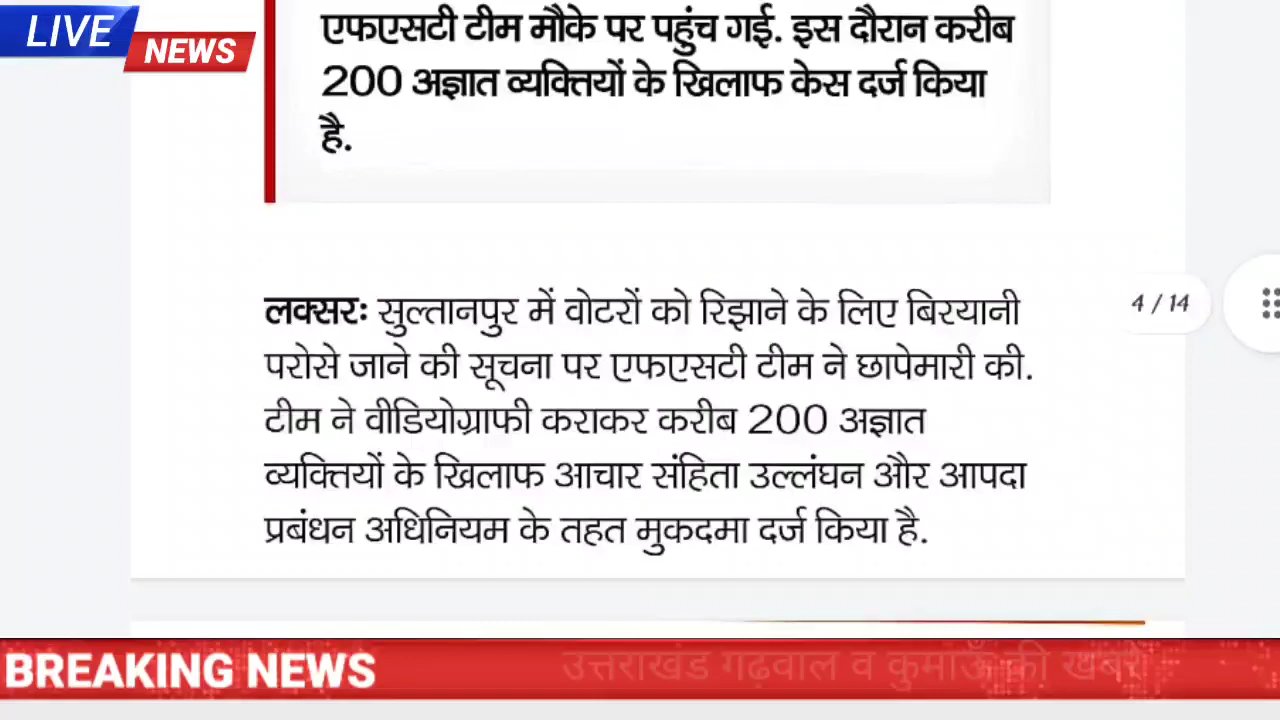 LIVE
NEWS
एफएसटी टीम मौके पर पहुंच गई. इस दौरान करीब
200 अज्ञात व्यक्तियों के खिलाफ केस दर्ज किया
है.
लक्सरः सुल्तानपुर में वोटरों को रिझाने के लिए बिरयानी
परोसे जाने की सूचना पर एफएसटी टीम ने छापेमारी की.
टीम ने वीडियोग्राफी कराकर करीब 200 अज्ञात
व्यक्तियों के खिलाफ आचार संहिता उल्लंघन और आपदा
प्रबंधन अधिनियम के तहत मुकदमा दर्ज किया है.
4 / 14
BREAKING NEWS
उत्तराखंड गढ़वाल व कुमाऊँ की खबरें